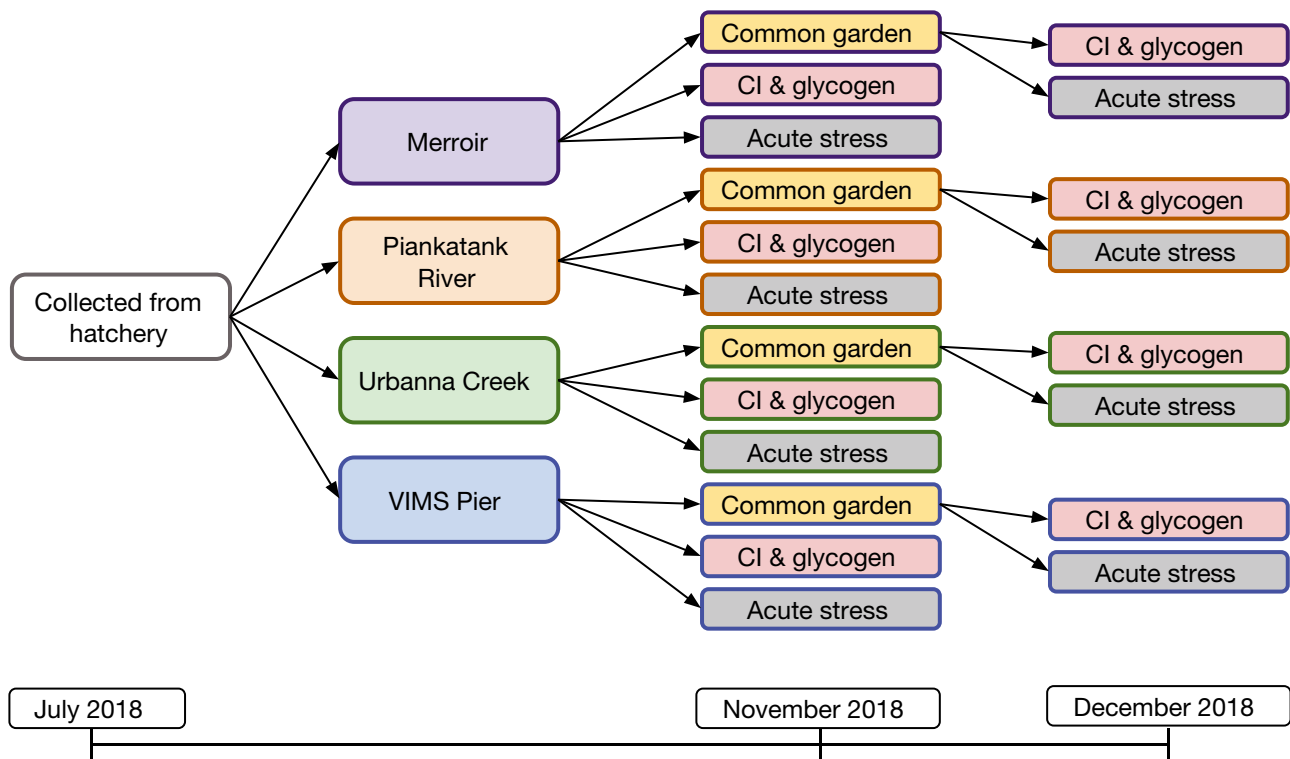 Collected from
hatchery
Merroir
Piankatank
River
Urbanna Creek
VIMS Pier
Common garden
CI & glycogen
Acute stress
CI & glycogen
Acute stress
Common garden
CI & glycogen
Acute stress
CI & glycogen
Acute stress
Common garden
CI & glycogen
Acute stress
CI & glycogen
Acute stress
Common garden
CI & glycogen
Acute stress
CI & glycogen
Acute stress
July 2018
November 2018
December 2018